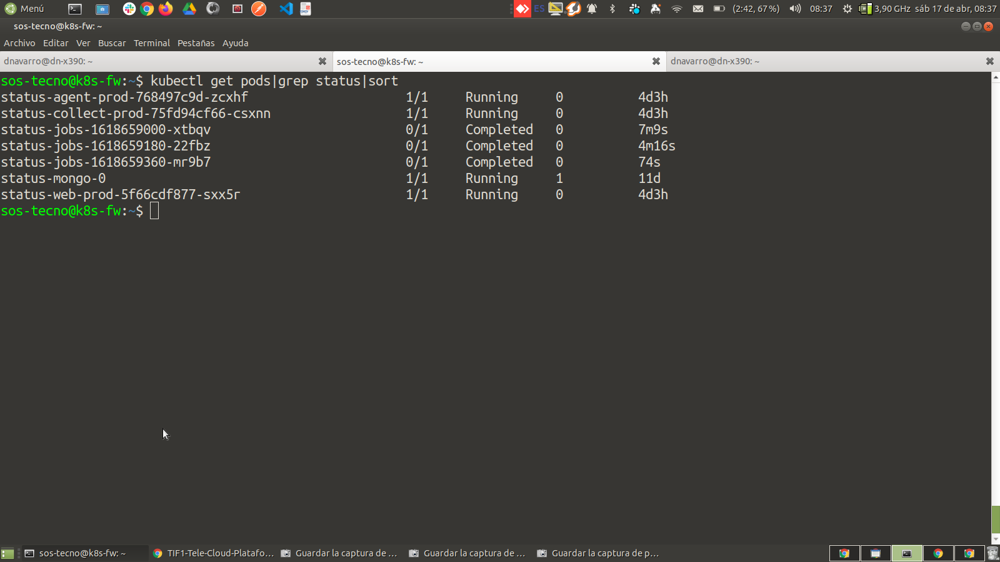 Menú ES (2:42, 67%) 08:37 3,90 GHz sáb 17 de abr, 08:37
sos-tecno@k8s-fw: ~
Archivo Editar Ver Buscar Terminal Pestañas Ayuda
dnavarro@dn-x390: ~ sos-tecno@k8s-fw: ~ dnavarro@dn-x390: ~
sos-tecno@k8s-fw:~$ kubectl get pods|grep status|sort
status-agent-prod-768497c9d-zcxhf 1/1 Running 0 4d3h
status-collect-prod-75fd94cf66-csxnn 1/1 Running 0 4d3h
status-jobs-1618659000-xtbqv 0/1 Completed 0 7m9s
status-jobs-1618659180-22fbz 0/1 Completed 0 4m16s
status-jobs-1618659360-mr9b7 0/1 Completed 0 74s
status-mongo-0 1/1 Running 1 11d
status-web-prod-5f66cdf877-sxx5r 1/1 Running 0 4d3h
sos-tecno@k8s-fw:~$
sos-tecno@k8s-fw: ~ TIF1-Tele-Cloud-Platafo... Guardar la captura de ... Guardar la captura de ... Guardar la captura de p...